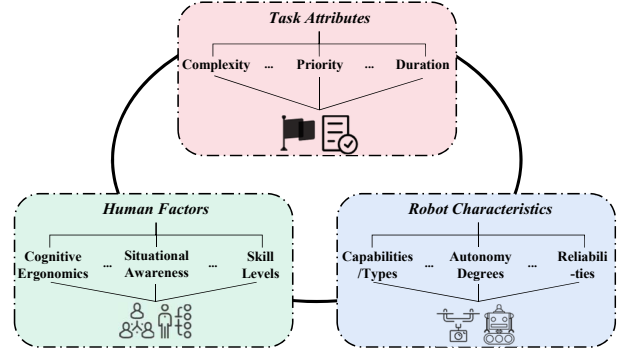 Task Attributes
Complexity ... Priority ... Duration
Human Factors
Cognitive Ergonomics ... Situational Awareness ... Skill Levels
Robot Characteristics
Capabilities /Types ... Autonomy Degrees ... Reliabili -ties